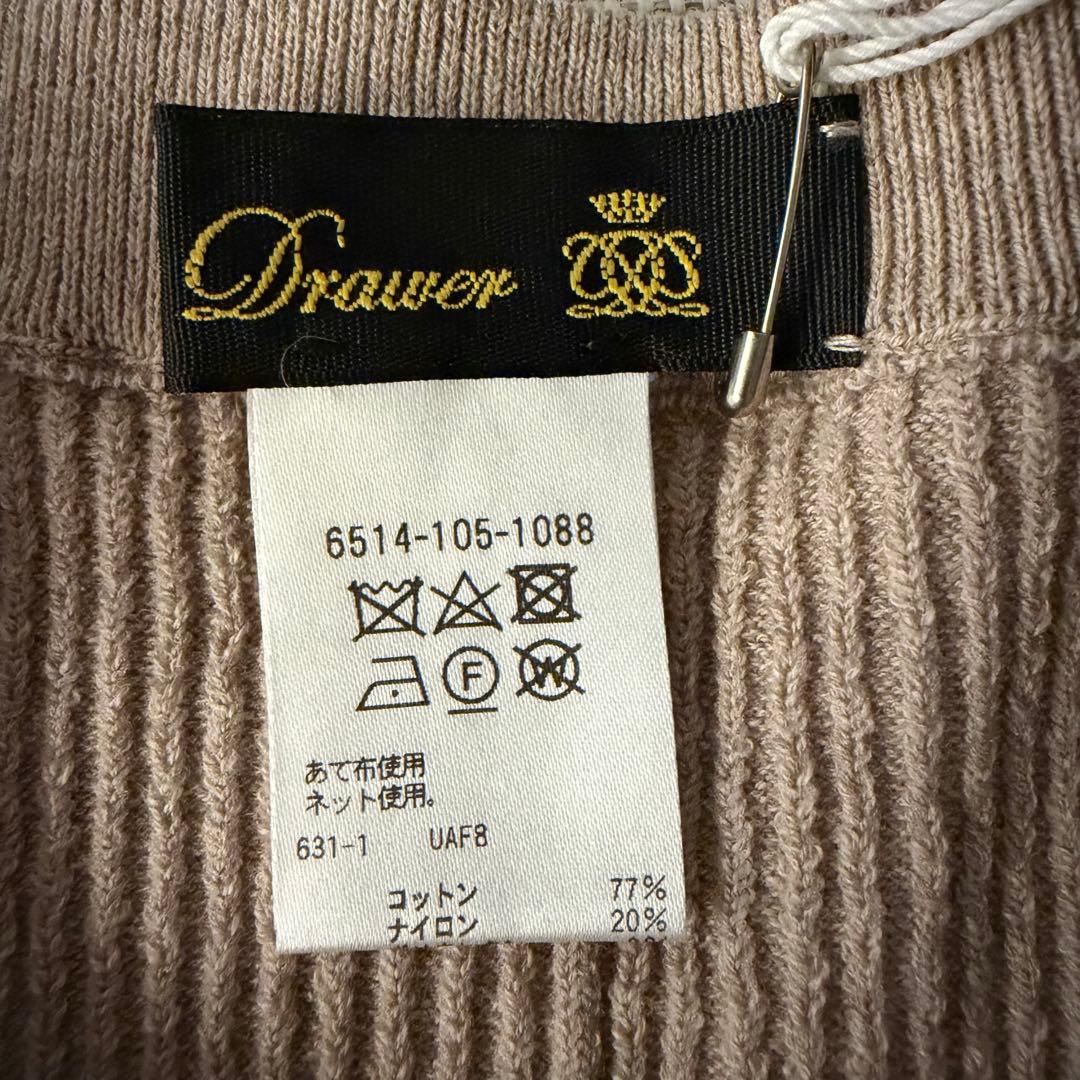 Drawer
6514-105-1088
F W
あて布使用
ネット使用。
631-1 UAF8
コットン 77%
ナイロン 20%